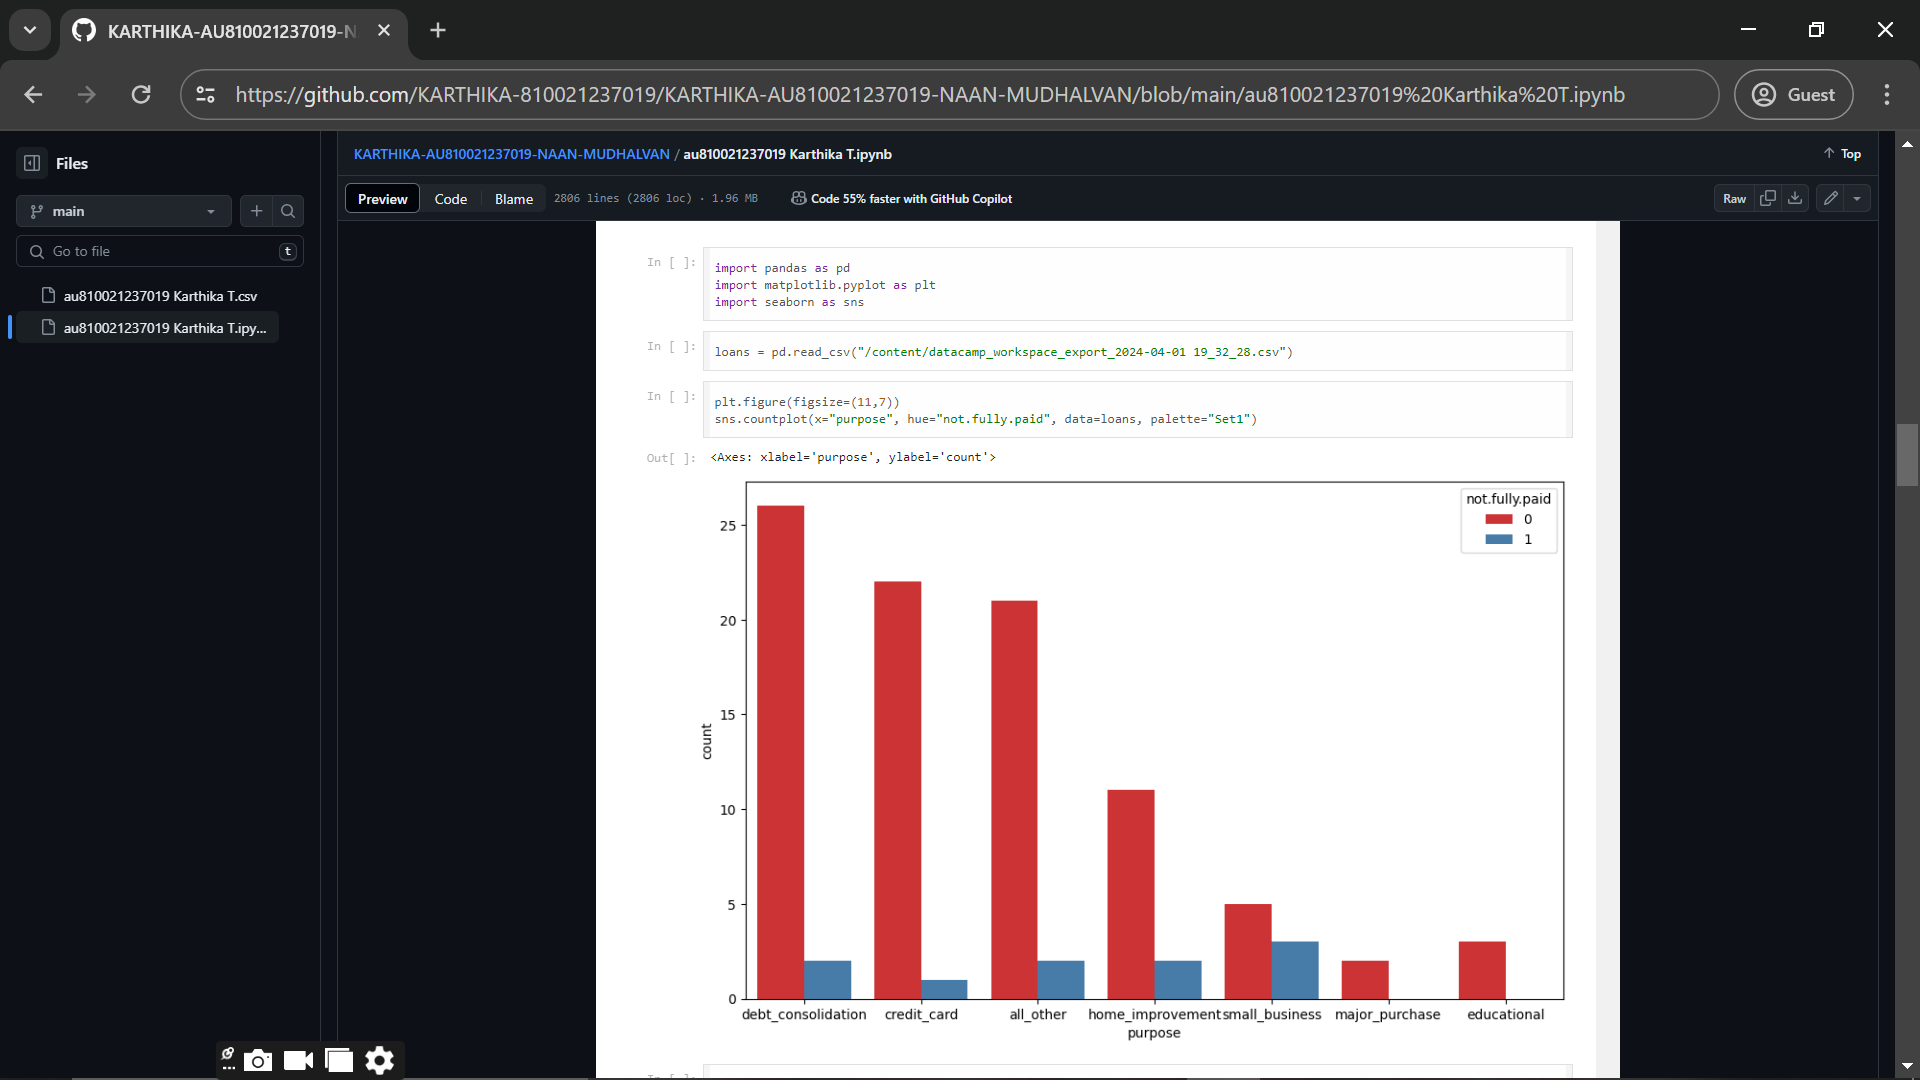 KARTHIKA-AU810021237019-N
https://github.com/KARTHIKA-810021237019/KARTHIKA-AU810021237019-NAAN-MUDHALVAN/blob/main/au810021237019%20Karthika%20T.ipynb
Guest
Files
KARTHIKA-AU810021237019-NAAN-MUDHALVAN / au810021237019 Karthika T.ipynb
Top
main
Preview
Code
Blame
2806 lines (2806 loc) · 1.96 MB
Code 55% faster with GitHub Copilot
Raw
Go to file
t
au810021237019 Karthika T.csv
au810021237019 Karthika T.ipy...
In [ ]:
import pandas as pd
import matplotlib.pyplot as plt
import seaborn as sns
In [ ]:
loans = pd.read_csv("/content/datacamp_workspace_export_2024-04-01 19_32_28.csv")
In [ ]:
plt.figure(figsize=(11,7))
sns.countplot(x="purpose", hue="not.fully.paid", data=loans, palette="Set1")
Out[ ]:
<Axes: xlabel='purpose', ylabel='count'>
not.fully.paid
0
1
25
20
15
10
5
0
count
debt_consolidation
credit_card
all_other
home_improvement
small_business
major_purchase
educational
purpose